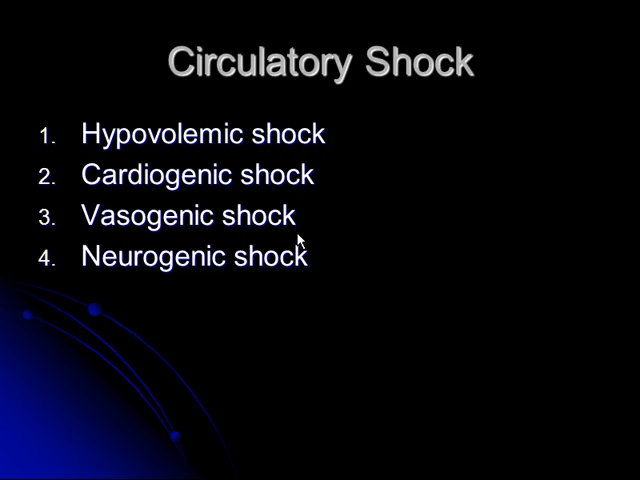 Circulatory Shock
1. Hypovolemic shock
2. Cardiogenic shock
3. Vasogenic shock
4. Neurogenic shock